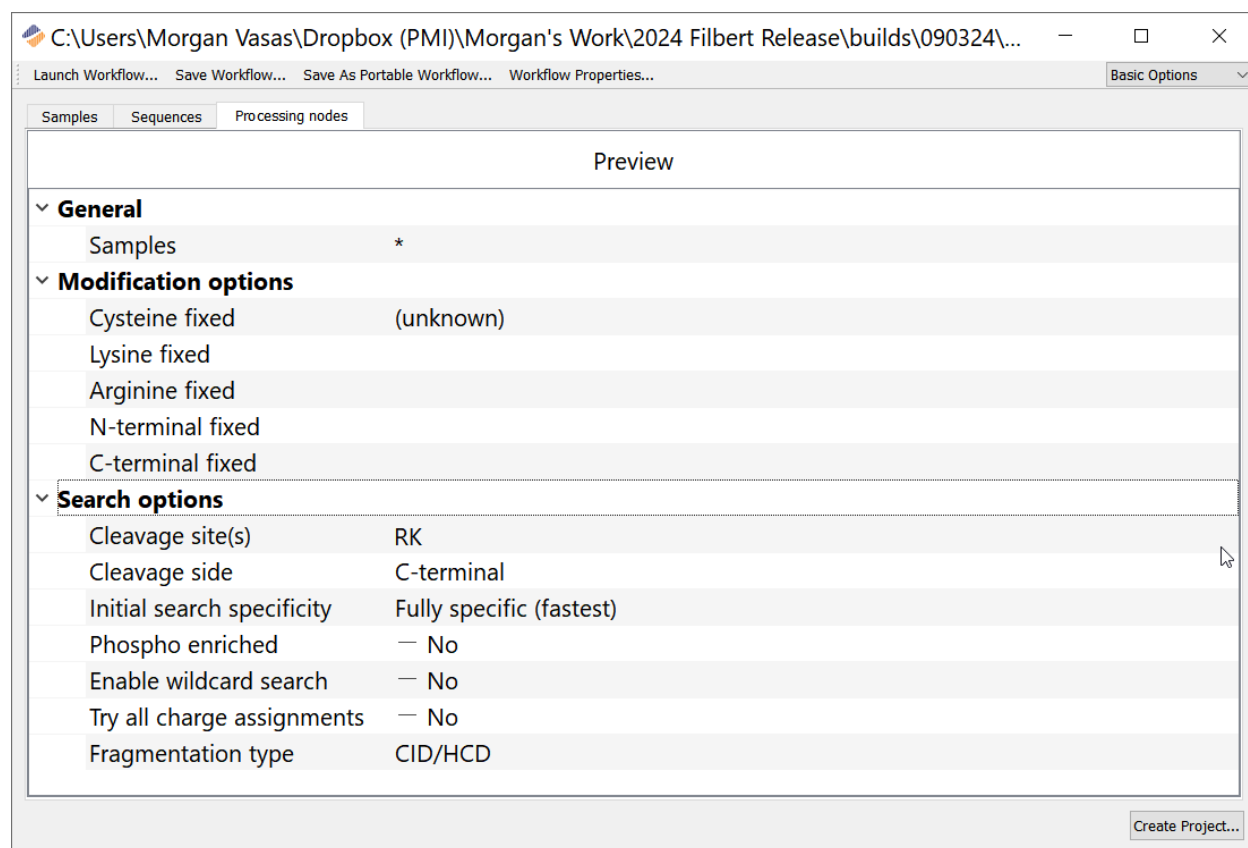 C:\Users\Morgan Vasas\Dropbox (PMI)\Morgan's Work\2024 Filbert Release\builds\090324\...
Launch Workflow... Save Workflow... Save As Portable Workflow... Workflow Properties... Basic Options
Samples Sequences Processing nodes
Preview
General
Samples *
Modification options
Cysteine fixed (unknown)
Lysine fixed
Arginine fixed
N-terminal fixed
C-terminal fixed
Search options
Cleavage site(s) RK
Cleavage side C-terminal
Initial search specificity Fully specific (fastest)
Phospho enriched — No
Enable wildcard search — No
Try all charge assignments — No
Fragmentation type CID/HCD
Create Project...